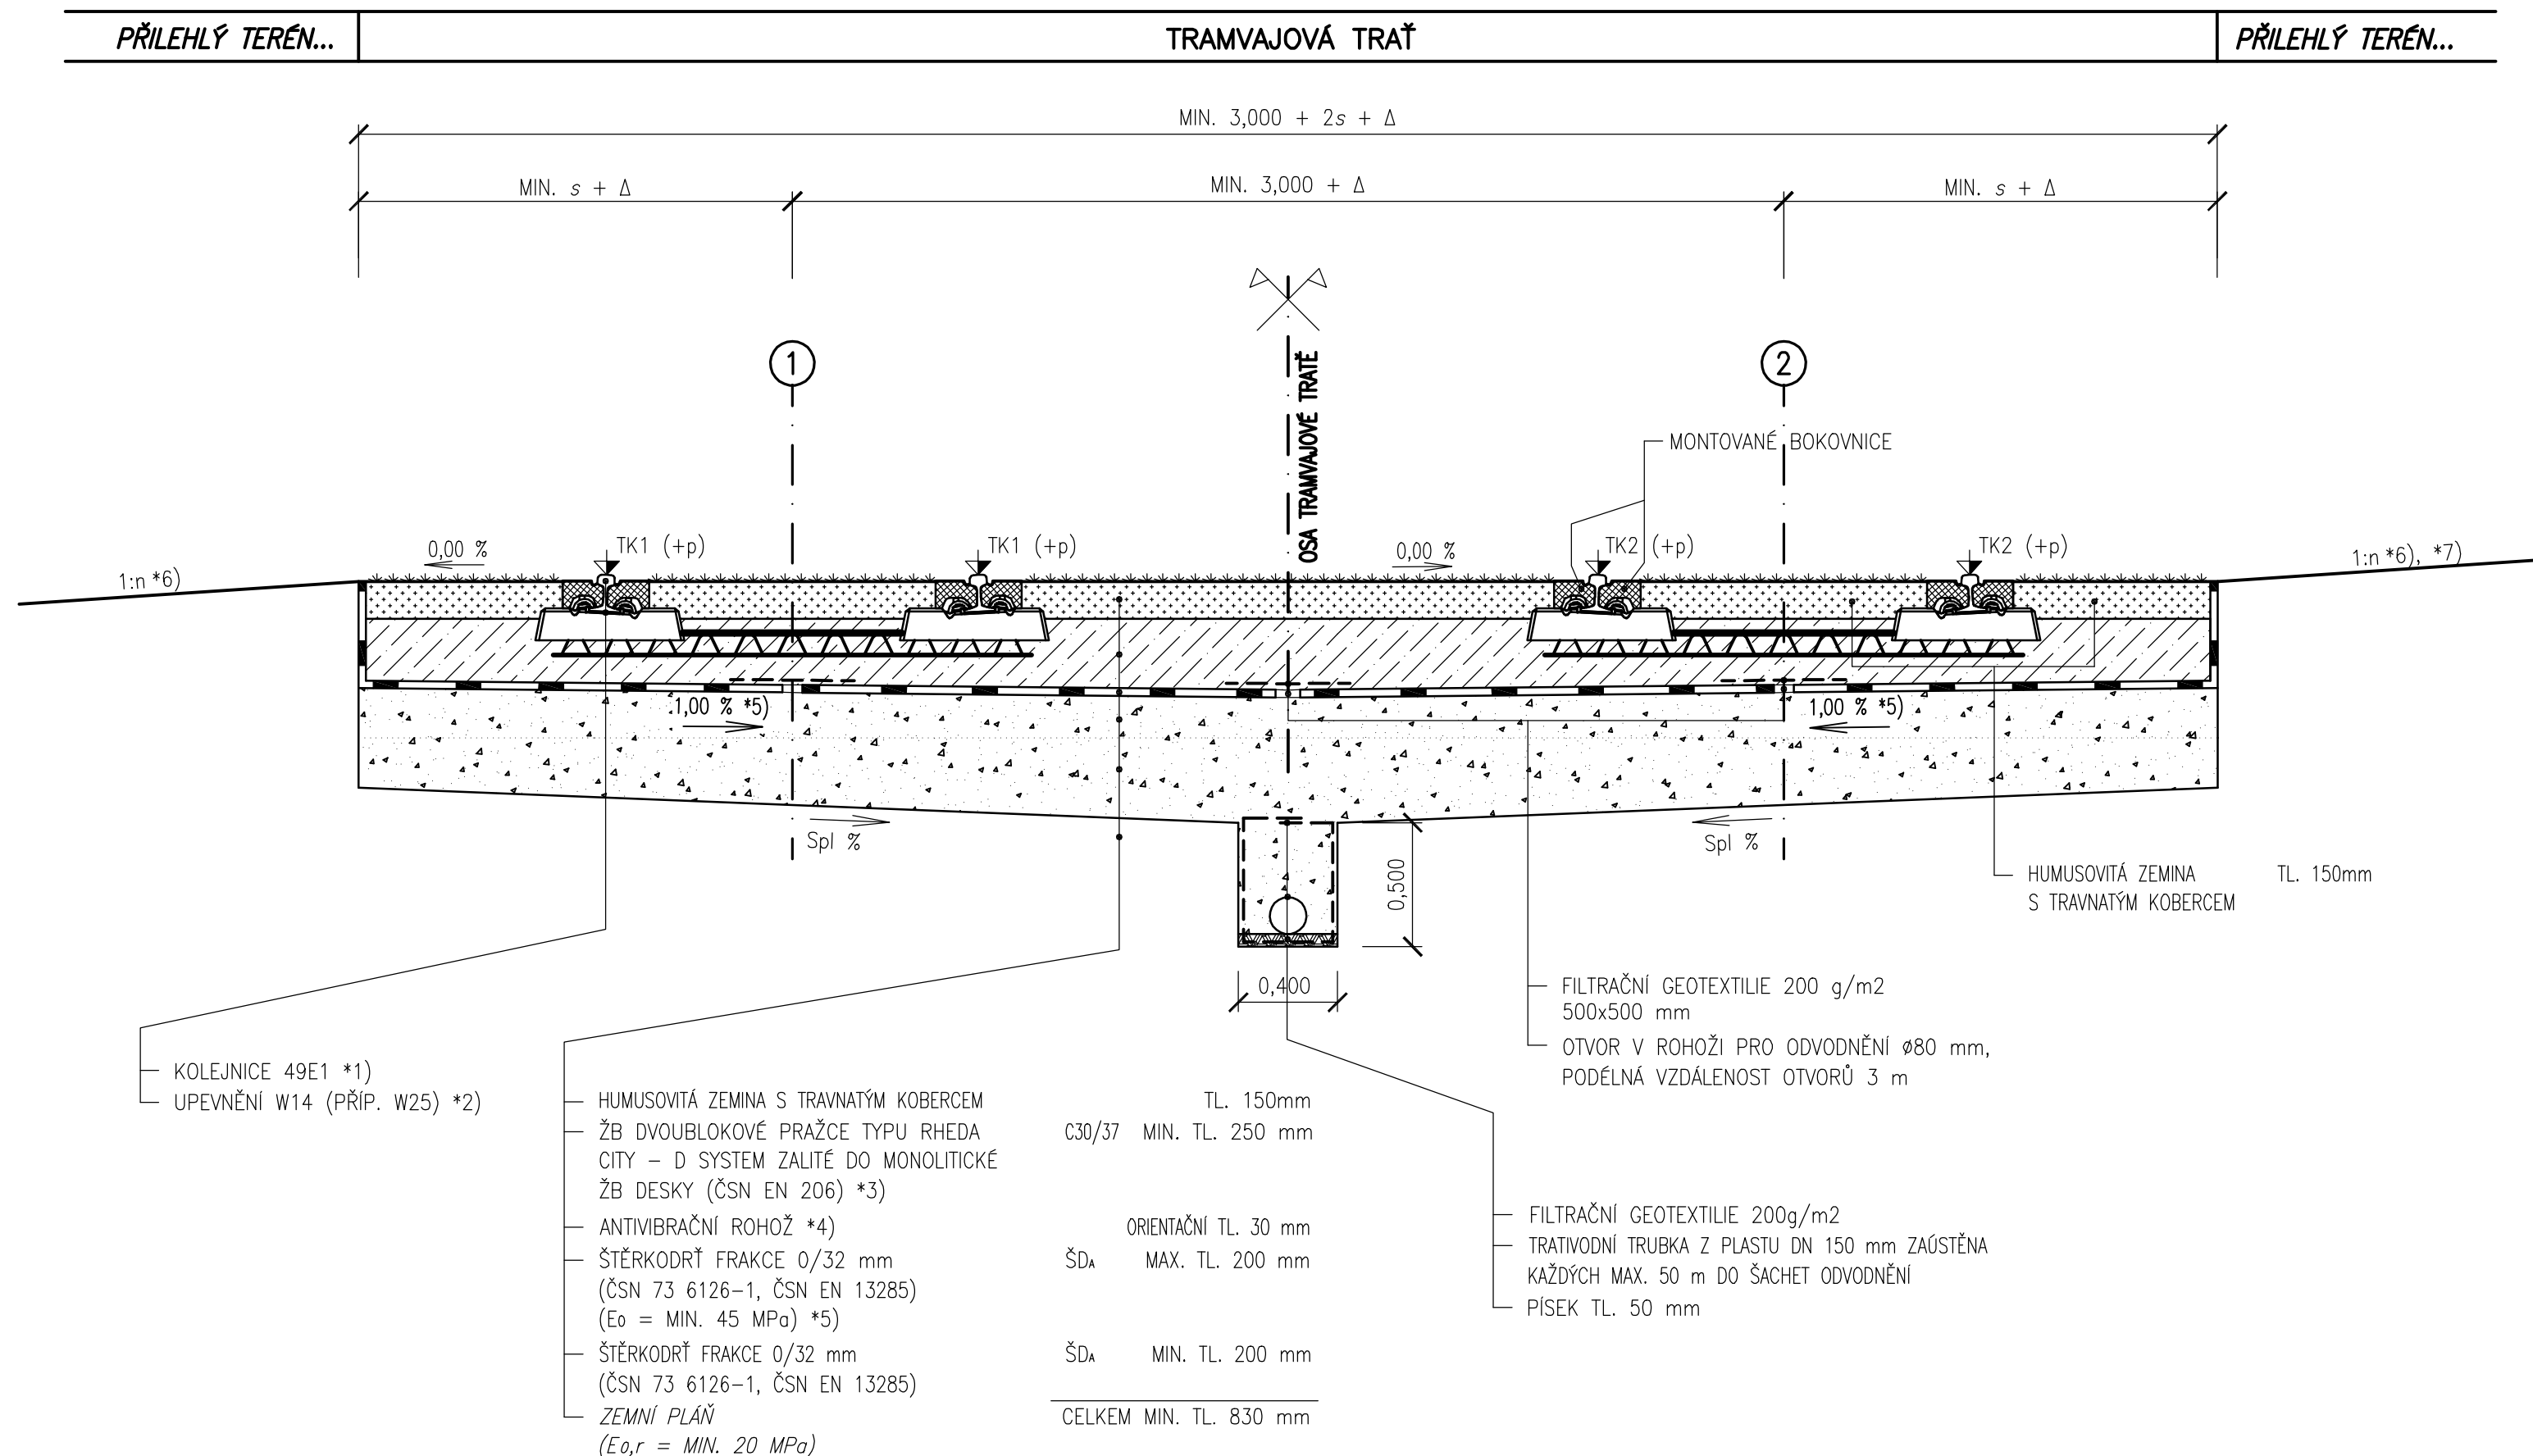 PŘILEHLÝ TERÉN...
TRAMVAJOVÁ TRAŤ
PŘILEHLÝ TERÉN...
MIN. 3,000 + 2s + Δ
MIN. s + Δ
MIN. 3,000 + Δ
MIN. s + Δ
1
OSA TRAMVAJOVÉ TRATĚ
2
MONTOVANÉ BOKOVNICE
1:n *6)
0,00 %
TK1 (+p)
TK1 (+p)
0,00 %
TK2 (+p)
TK2 (+p)
1:n *6), *7)
1,00 % *5)
1,00 % *5)
Spl %
Spl %
0,500
0,400
HUMUSOVITÁ ZEMINA TL. 150mm
S TRAVNATÝM KOBERCEM
FILTRAČNÍ GEOTEXTILIE 200 g/m2
500x500 mm
OTVOR V ROHOŽI PRO ODVODNĚNÍ ø80 mm,
PODÉLNÁ VZDÁLENOST OTVORŮ 3 m
KOLEJNICE 49E1 *1)
UPEVNĚNÍ W14 (PŘÍP. W25) *2)
HUMUSOVITÁ ZEMINA S TRAVNATÝM KOBERCEM TL. 150mm
ŽB DVOUBLOKOVÉ PRAŽCE TYPU RHEDA C30/37 MIN. TL. 250 mm
CITY – D SYSTEM ZALITÉ DO MONOLITICKÉ
ŽB DESKY (ČSN EN 206) *3)
ANTIVIBRAČNÍ ROHOŽ *4) ORIENTAČNÍ TL. 30 mm
ŠTĚRKODRŤ FRAKCE 0/32 mm ŠDA MAX. TL. 200 mm
(ČSN 73 6126-1, ČSN EN 13285)
(Eo = MIN. 45 MPa) *5)
ŠTĚRKODRŤ FRAKCE 0/32 mm ŠDA MIN. TL. 200 mm
(ČSN 73 6126-1, ČSN EN 13285)
ZEMNÍ PLÁŇ CELKEM MIN. TL. 830 mm
(Eo,r = MIN. 20 MPa)
FILTRAČNÍ GEOTEXTILIE 200g/m2
TRATIVODNÍ TRUBKA Z PLASTU DN 150 mm ZAÚSTĚNA
KAŽDÝCH MAX. 50 m DO ŠACHET ODVODNĚNÍ
PÍSEK TL. 50 mm